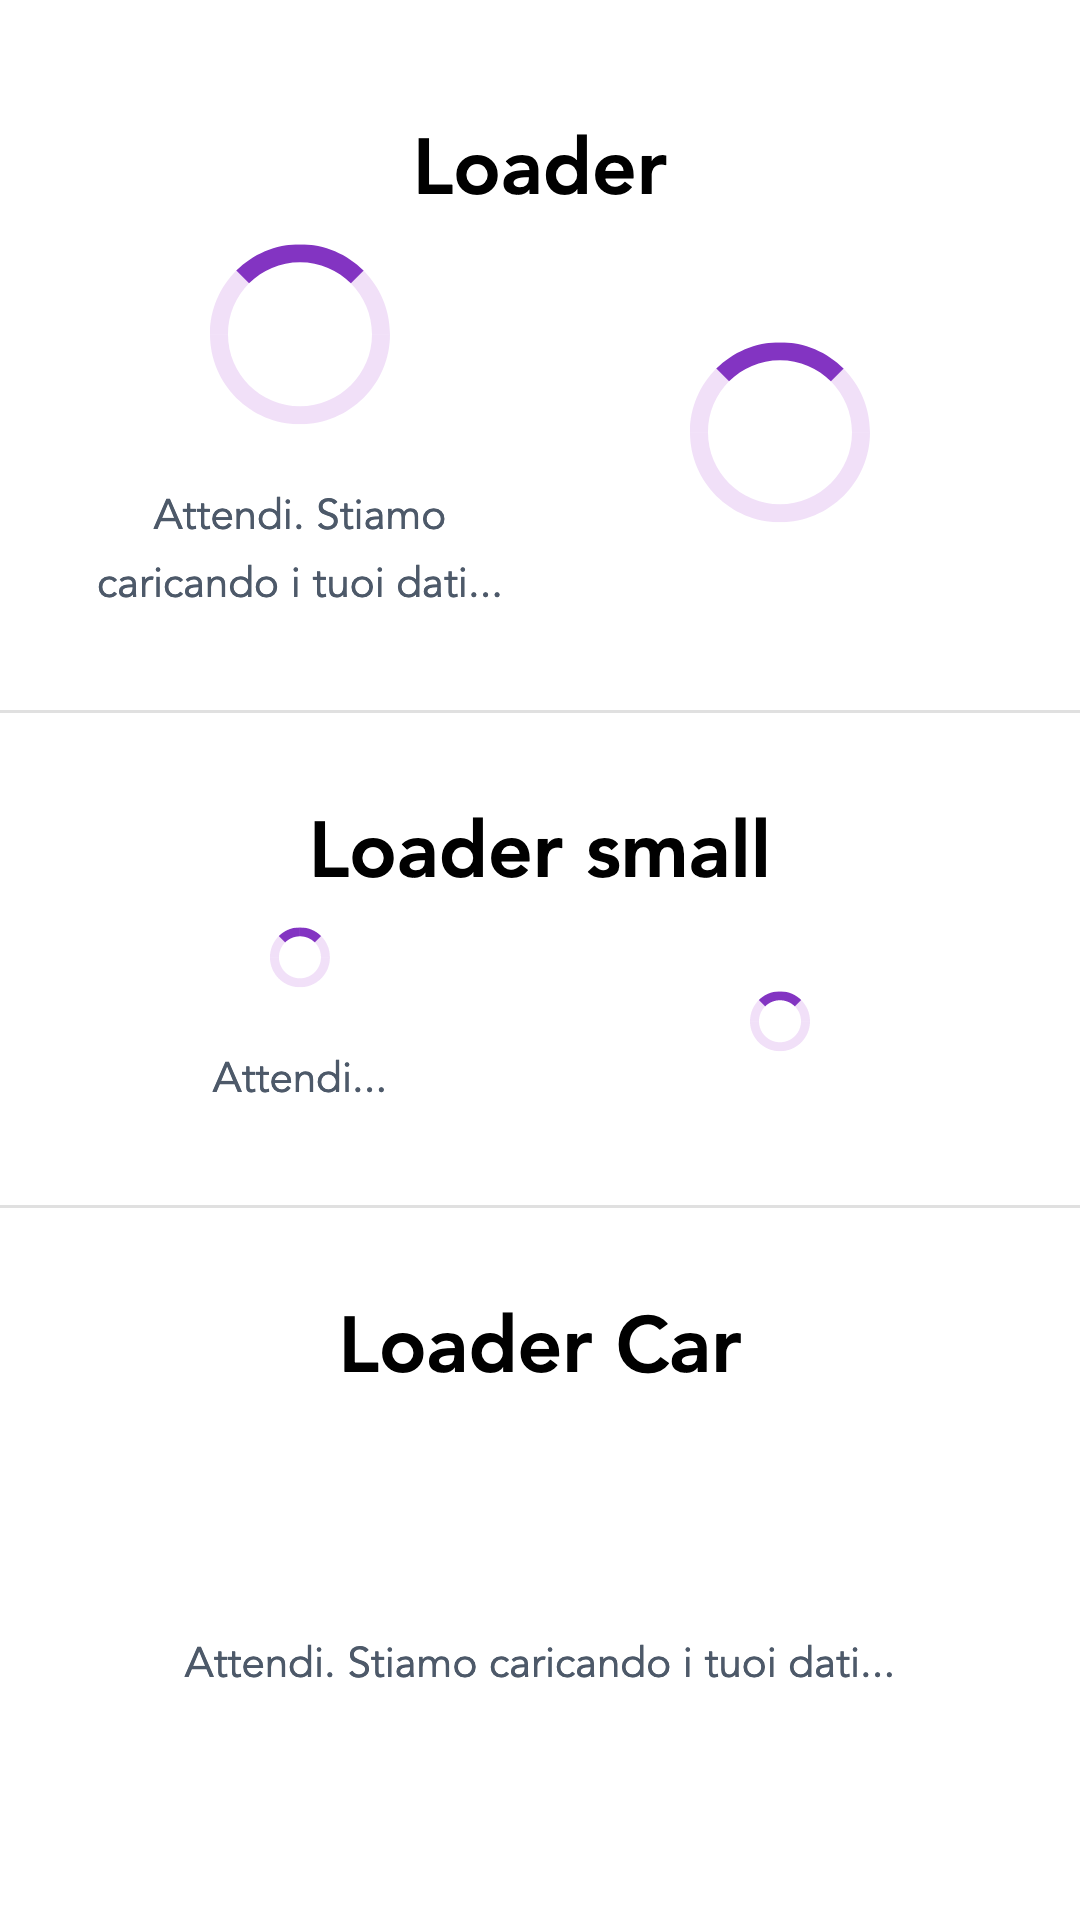 Loader
Attendi. Stiamo
caricando i tuoi dati...
Loader small
Attendi...
Loader Car
Attendi. Stiamo caricando i tuoi dati...